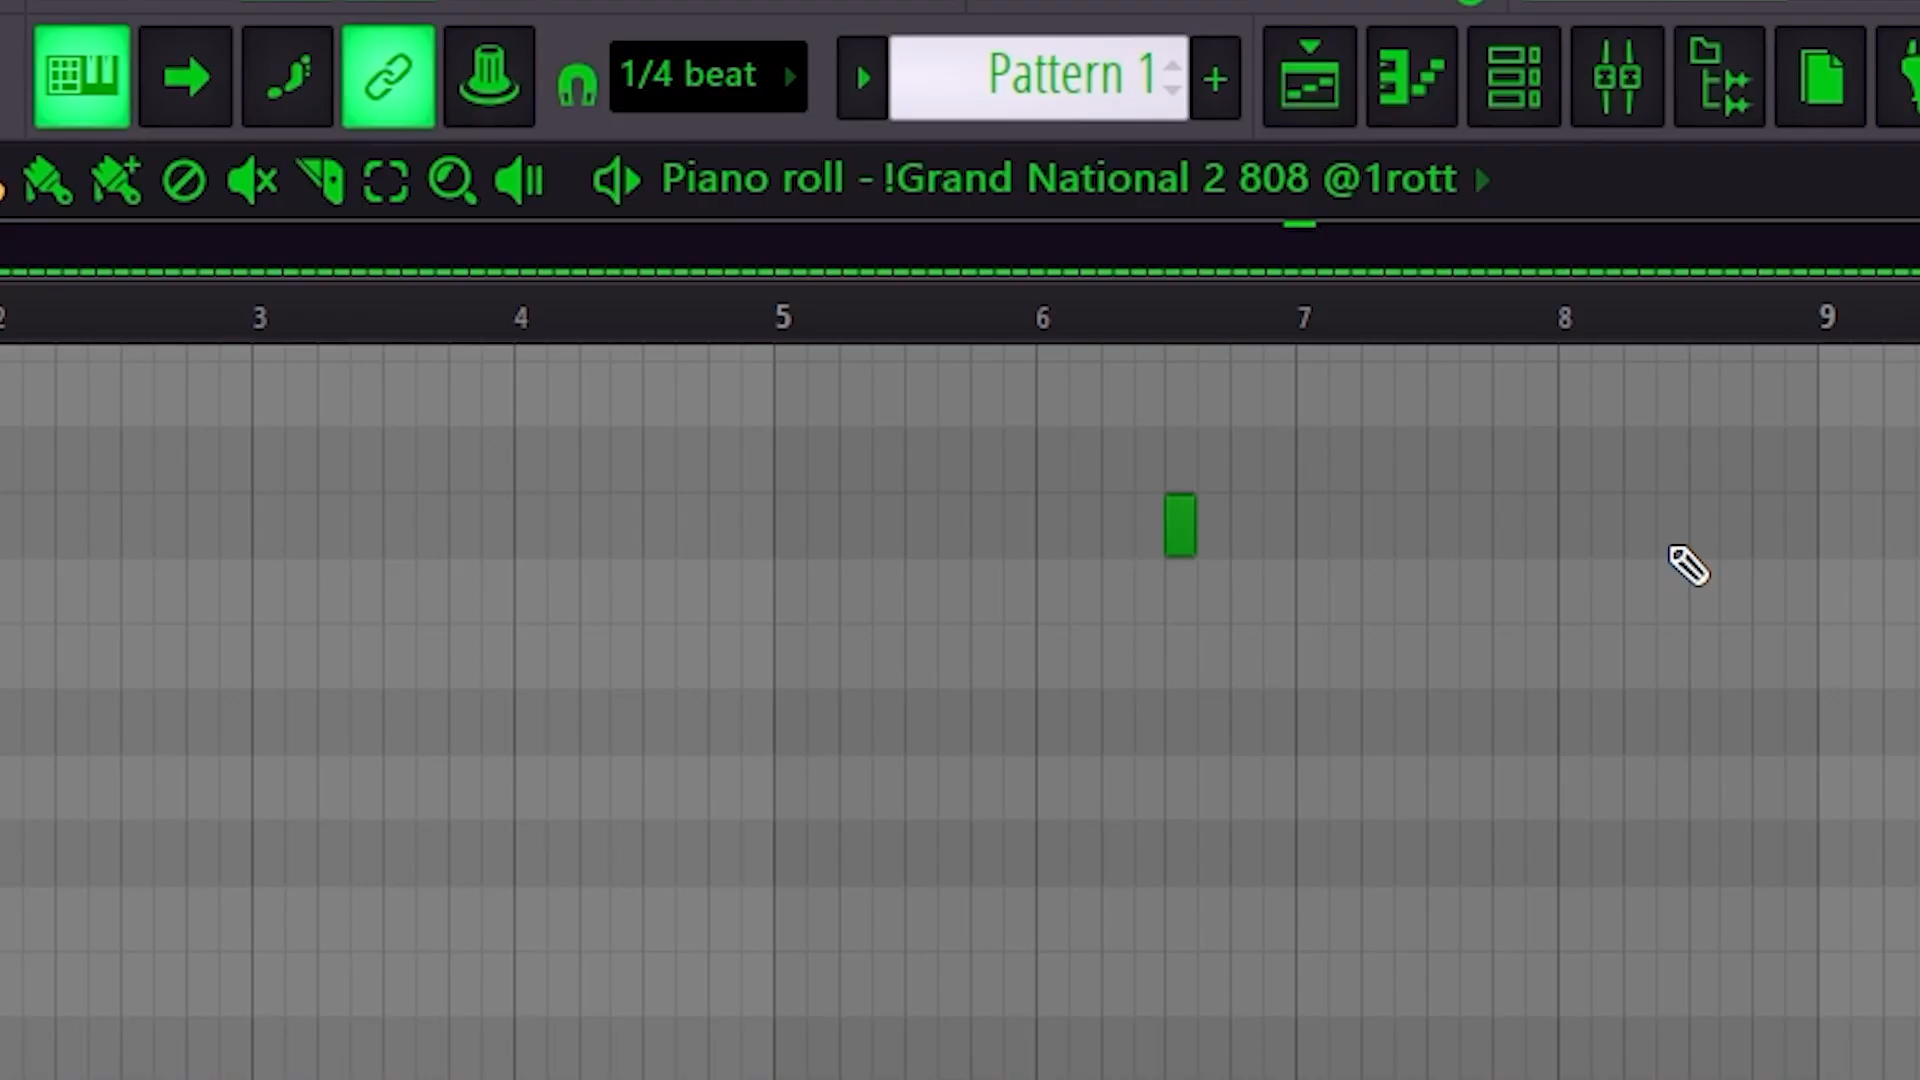 1/4 beat
Pattern 1
+
Piano roll - !Grand National 2 808 @1rott
2 3 4 5 6 7 8 9